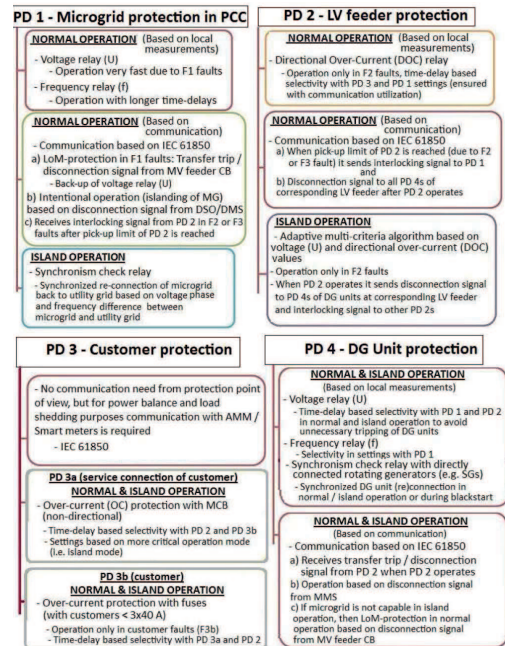 PD 1 - Microgrid protection in PCC
NORMAL OPERATION (Based on local
measurements)
- Voltage relay (U)
- Operation very fast due to F1 faults
- Frequency relay (f)
- Operation with longer time-delays
NORMAL OPERATION (Based on
communication)
- Communication based on IEC 61850
a) LoM-protection in F1 faults: Transfer trip /
disconnection signal from MV feeder CB
- Back-up of voltage relay (U)
b) Intentional operation (islanding of MG)
based on disconnection signal from DSO/DMS
c) Receives interlocking signal from PD 2 in F2 or F3
faults after pick-up limit of PD 2 is reached
ISLAND OPERATION
- Synchronism check relay
- Synchronized re-connection of microgrid
back to utility grid based on voltage phase
and frequency difference between
microgrid and utility grid
PD 2 - LV feeder protection
NORMAL OPERATION (Based on local
measurements)
- Directional Over-Current (DOC) relay
- Operation only in F2 faults, time-delay based
selectivity with PD 3 and PD 1 settings (ensured
with communication utilization)
NORMAL OPERATION (Based on
communication)
- Communication based on IEC 61850
a) When pick-up limit of PD 2 is reached (due to F2
or F3 fault) it sends interlocking signal to PD 1
and
b) Disconnection signal to all PD 4s of
corresponding LV feeder after PD 2 operates
ISLAND OPERATION
- Adaptive multi-criteria algorithm based on
voltage (U) and directional over-current (DOC)
values
- Operation only in F2 faults
- When PD 2 operates it sends disconnection signal
to PD 4s of DG units at corresponding LV feeder
and interlocking signal to other PD 2s
PD 3 - Customer protection
- No communication need from protection point
of view, but for power balance and load
shedding purposes communication with AMM /
Smart meters is required
- IEC 61850
PD 3a (service connection of customer)
NORMAL & ISLAND OPERATION
- Over-current (OC) protection with MCB
(non-directional)
- Time-delay based selectivity with PD 2 and PD 3b
- Settings based on more critical operation mode
(i.e. island mode)
PD 3b (customer)
NORMAL & ISLAND OPERATION
- Over-current protection with fuses
(with customers < 3x40 A)
- Operation only in customer faults (F3b)
- Time-delay based selectivity with PD 3a and PD 2
PD 4 - DG Unit protection
NORMAL & ISLAND OPERATION
(Based on local measurements)
- Voltage relay (U)
- Time-delay based selectivity with PD 1 and PD 2
in normal and island operation to avoid
unnecessary tripping of DG units
- Frequency relay (f)
- Selectivity in settings with PD 1
- Synchronism check relay with directly
connected rotating generators (e.g. SGs)
- Synchronized DG unit (re)connection in
normal / island operation or during blackstart
NORMAL & ISLAND OPERATION
(Based on communication)
- Communication based on IEC 61850
a) Receives transfer trip / disconnection
signal from PD 2 when PD 2 operates
b) Operation based on disconnection signal
from MMS
c) If microgrid is not capable in island
operation, then LoM-protection in normal
operation based on disconnection signal
from MV feeder CB